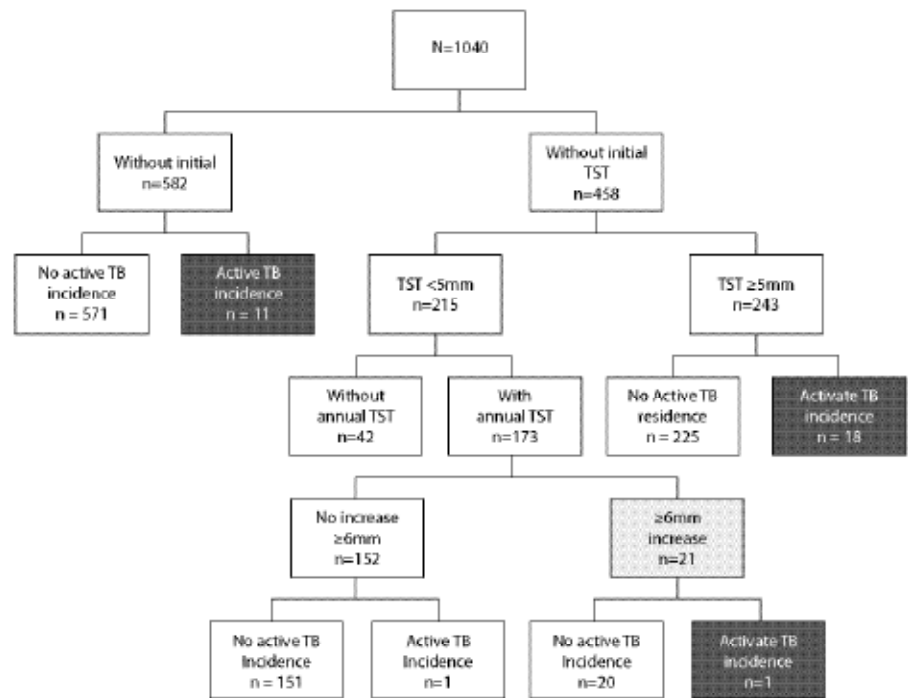 N=1040
Without initial
n=582
Without initial
TST
n=458
No active TB
incidence
n = 571
Active TB
incidence
n = 11
TST <5mm
n=215
TST ≥5mm
n=243
Without
annual TST
n=42
With
annual TST
n=173
No Active TB
residence
n = 225
Activate TB
incidence
n = 18
No increase
≥6mm
n=152
≥6mm
increase
n=21
No active TB
Incidence
n = 151
Active TB
Incidence
n=1
No active TB
Incidence
n=20
Activate TB
incidence
n=1